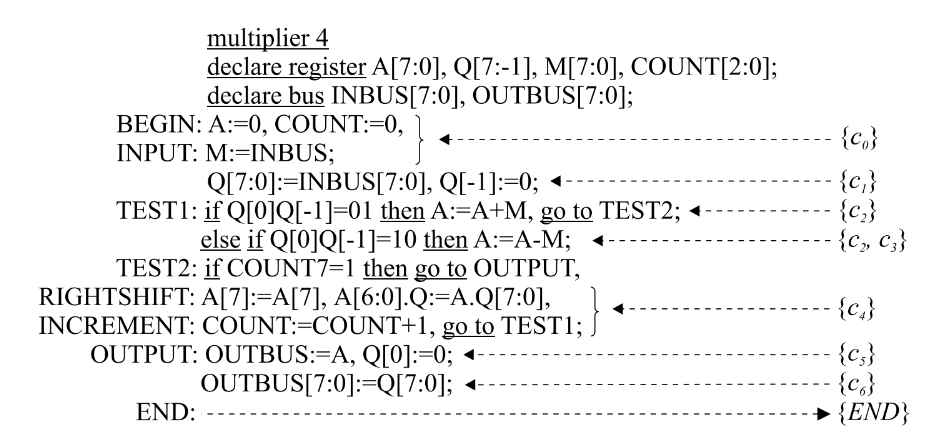 multiplier 4
declare register A[7:0], Q[7:-1], M[7:0], COUNT[2:0];
declare bus INBUS[7:0], OUTBUS[7:0];
BEGIN: A:=0, COUNT:=0,
INPUT: M:=INBUS; {c₀}
Q[7:0]:=INBUS[7:0], Q[-1]:=0; {c₁}
TEST1: if Q[0]Q[-1]=01 then A:=A+M, go to TEST2; {c₂}
else if Q[0]Q[-1]=10 then A:=A-M; {c₂, c₃}
TEST2: if COUNT7=1 then go to OUTPUT,
RIGHTSHIFT: A[7]:=A[7], A[6:0].Q:=A.Q[7:0],
INCREMENT: COUNT:=COUNT+1, go to TEST1; {c₄}
OUTPUT: OUTBUS:=A, Q[0]:=0; {c₅}
OUTBUS[7:0]:=Q[7:0]; {c₆}
END: {END}